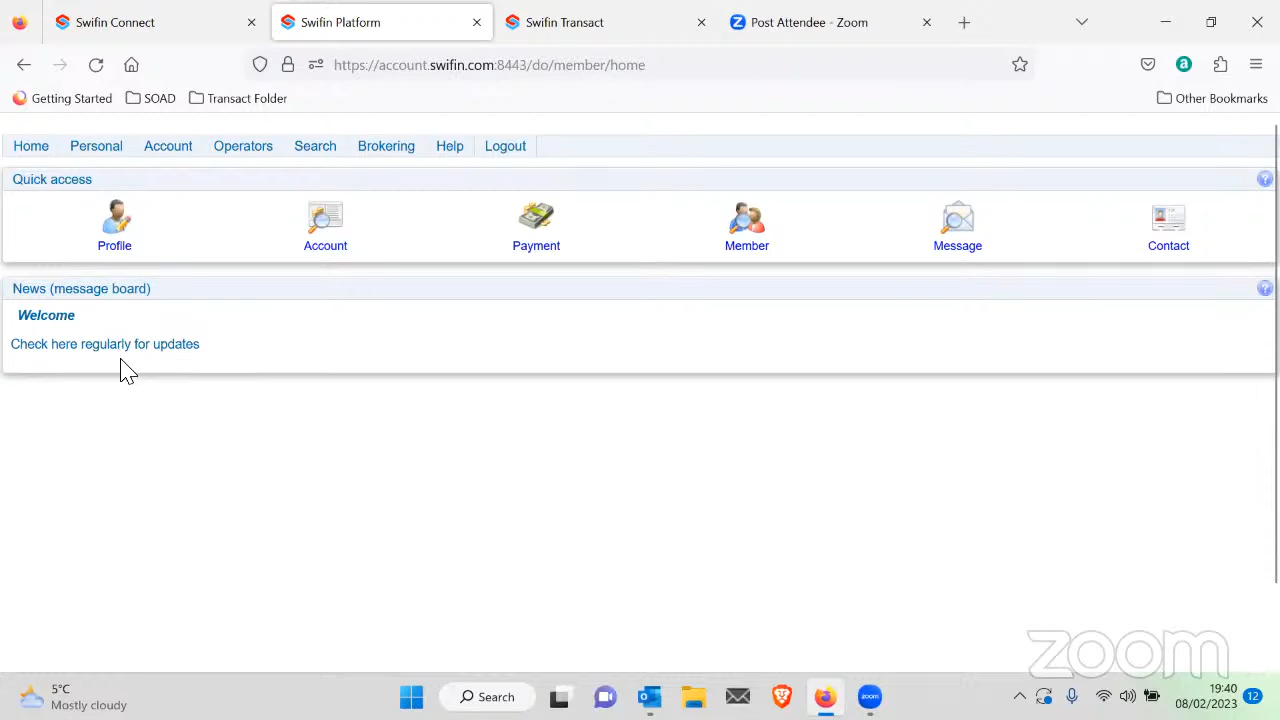 Swifin Connect
Swifin Platform
Swifin Transact
Post Attendee - Zoom
https://account.swifin.com:8443/do/member/home
Getting Started
SOAD
Transact Folder
Other Bookmarks
Home Personal Account Operators Search Brokering Help Logout
Quick access
Profile Account Payment Member Message Contact
News (message board)
Welcome
Check here regularly for updates
zoom
5°C
Mostly cloudy
Search
zoom
19:40
08/02/2023
12